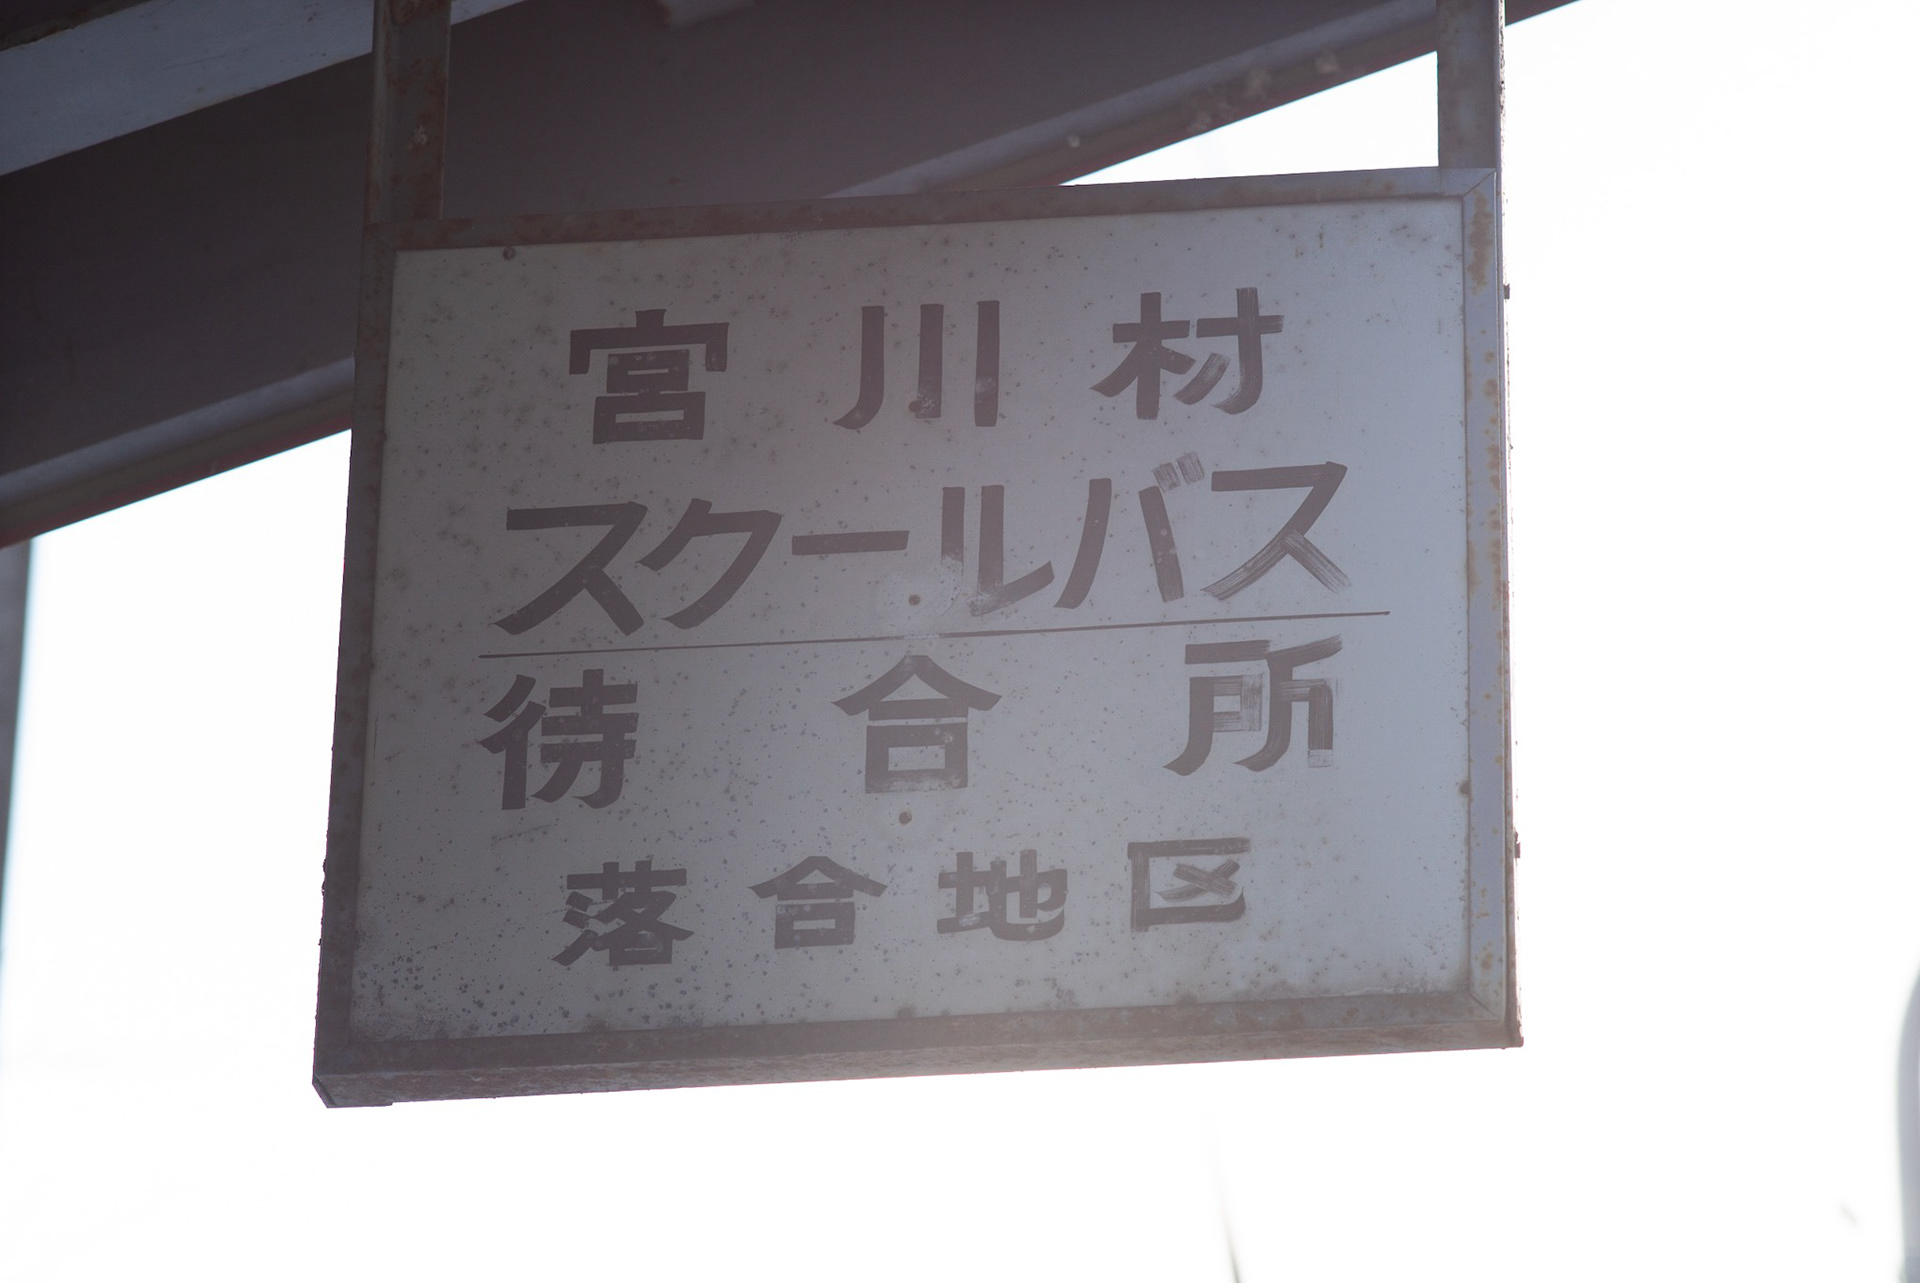 宮川村
スクールバス
待合所
落合地区